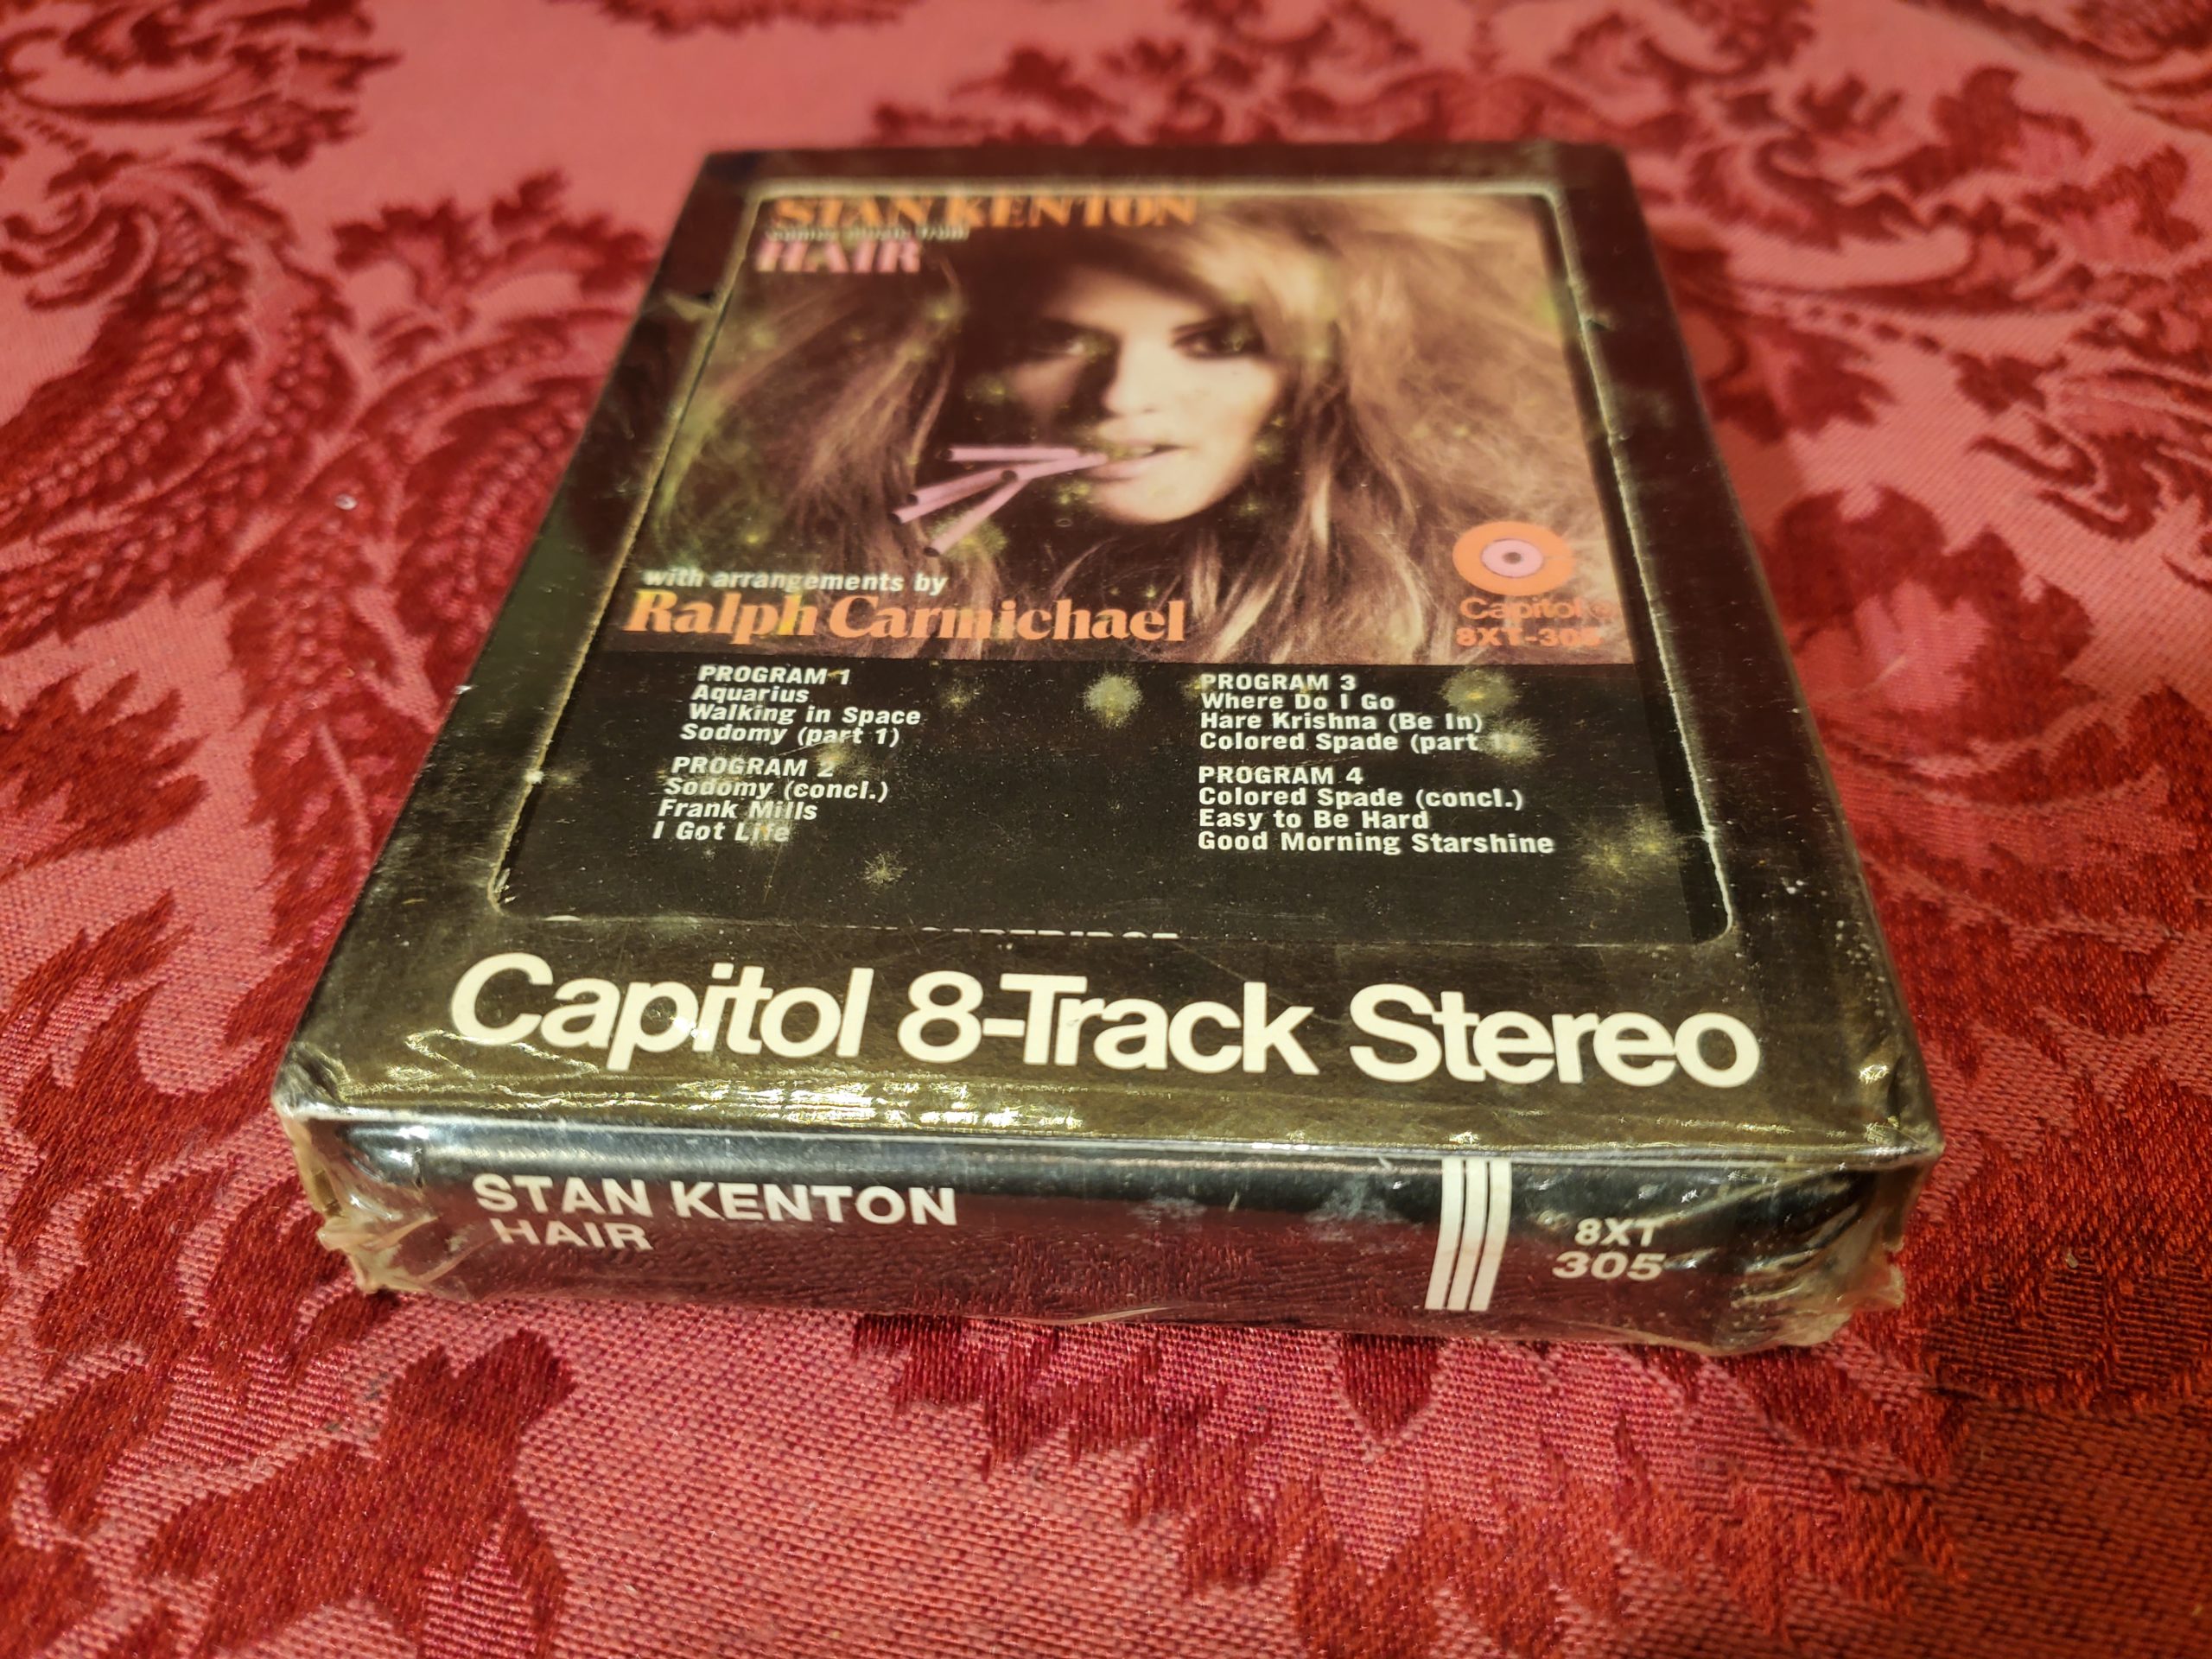 STAN KENTON
HAIR
with arrangements by
Ralph Carmichael
Capitol
8XT-305
PROGRAM 1
Aquarius
Walking in Space
Sodomy (part 1)
PROGRAM 2
Sodomy (concl.)
Frank Mills
I Got Life
PROGRAM 3
Where Do I Go
Hare Krishna (Be In)
Colored Spade (part 1)
PROGRAM 4
Colored Spade (concl.)
Easy to Be Hard
Good Morning Starshine
Capitol 8-Track Stereo
STAN KENTON
HAIR
8XT
305